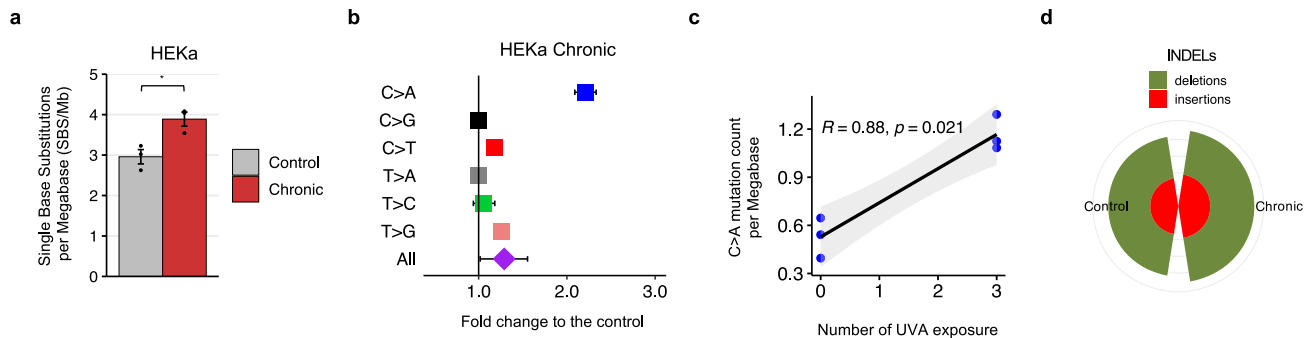 a
HEKa
Single Base Substitutions
per Megabase (SBS/Mb)
5
4
3
2
1
0
*
Control
Chronic
b
HEKa Chronic
C>A
C>G
C>T
T>A
T>C
T>G
All
1.0 2.0 3.0
Fold change to the control
c
C>A mutation count
per Megabase
1.2
0.9
0.6
0.3
R = 0.88, p = 0.021
0 1 2 3
Number of UVA exposure
d
INDELs
deletions
insertions
Control
Chronic